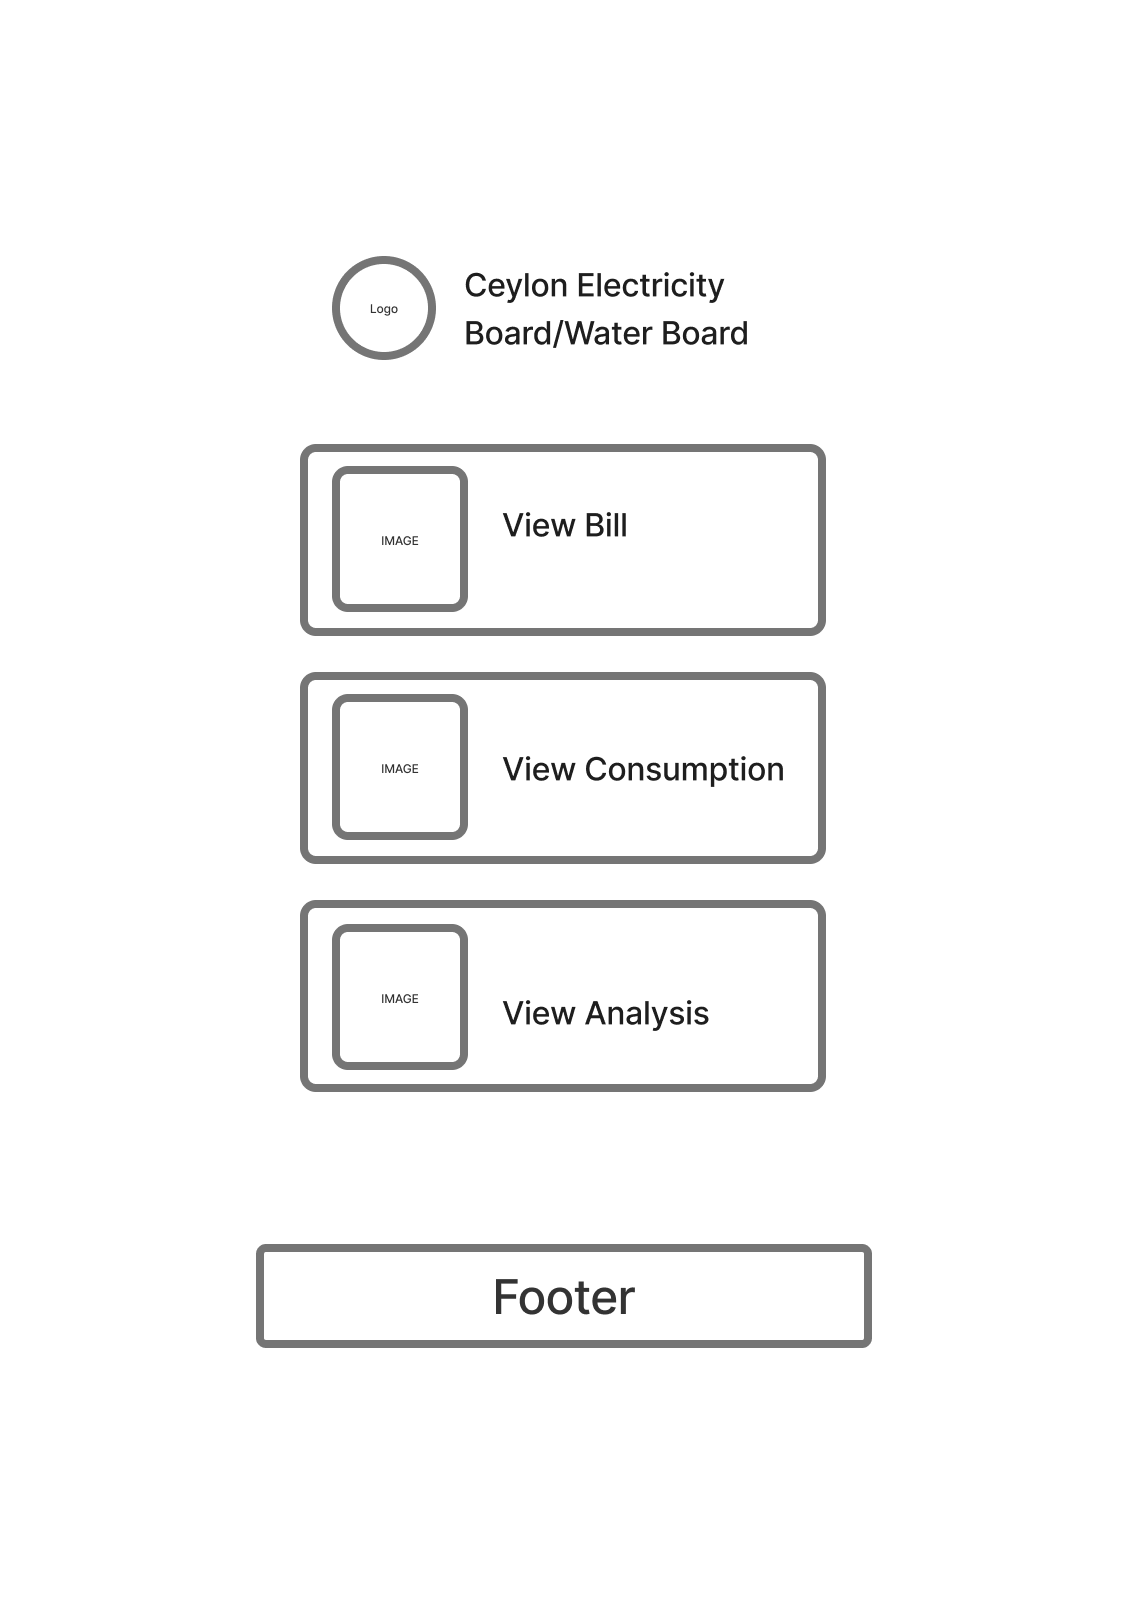 Logo
Ceylon Electricity
Board/Water Board
IMAGE
View Bill
IMAGE
View Consumption
IMAGE
View Analysis
Footer